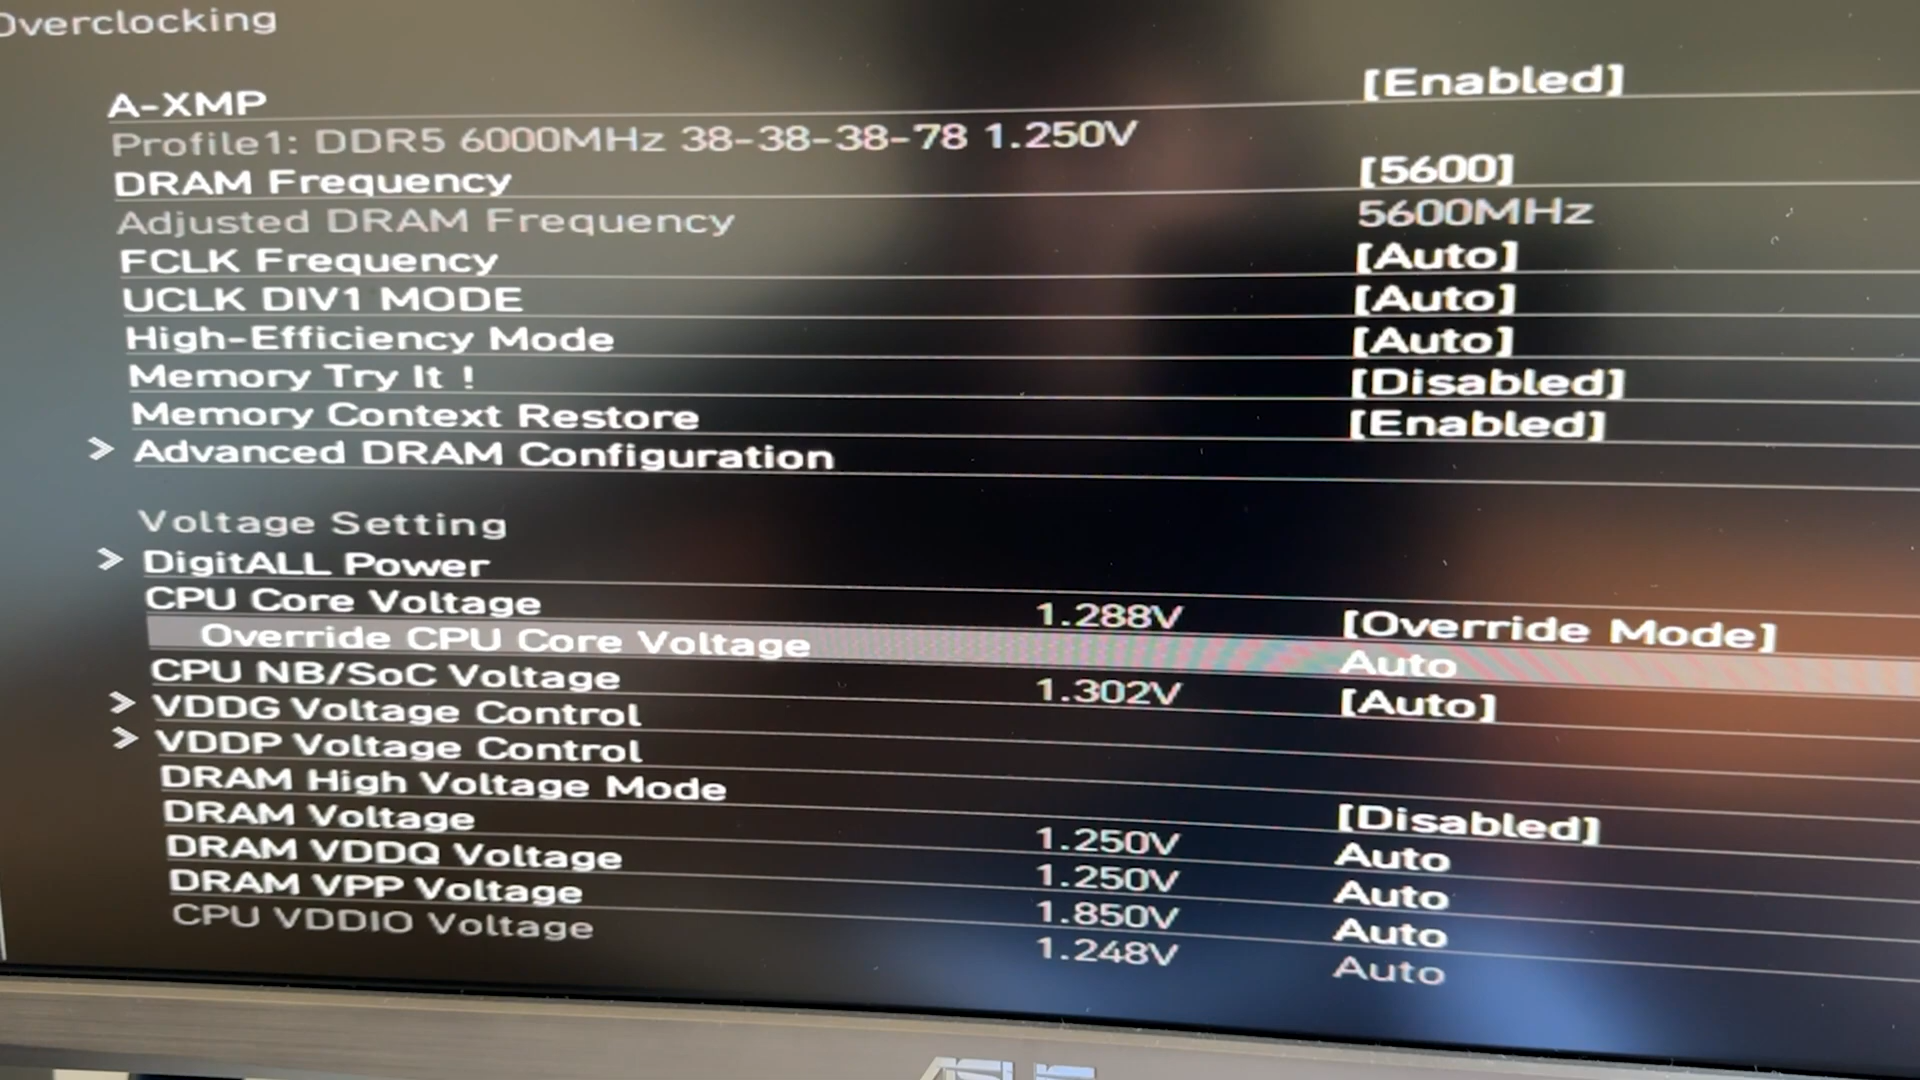 Overclocking
A-XMP [Enabled]
Profile1: DDR5 6000MHz 38-38-38-78 1.250V
DRAM Frequency [5600]
Adjusted DRAM Frequency 5600MHz
FCLK Frequency [Auto]
UCLK DIV1 MODE [Auto]
High-Efficiency Mode [Auto]
Memory Try It ! [Disabled]
Memory Context Restore [Enabled]
> Advanced DRAM Configuration
Voltage Setting
> DigitALL Power
CPU Core Voltage 1.288V [Override Mode]
Override CPU Core Voltage Auto
CPU NB/SoC Voltage 1.302V [Auto]
> VDDG Voltage Control
> VDDP Voltage Control
DRAM High Voltage Mode [Disabled]
DRAM Voltage 1.250V Auto
DRAM VDDQ Voltage 1.250V Auto
DRAM VPP Voltage 1.850V Auto
CPU VDDIO Voltage 1.248V Auto